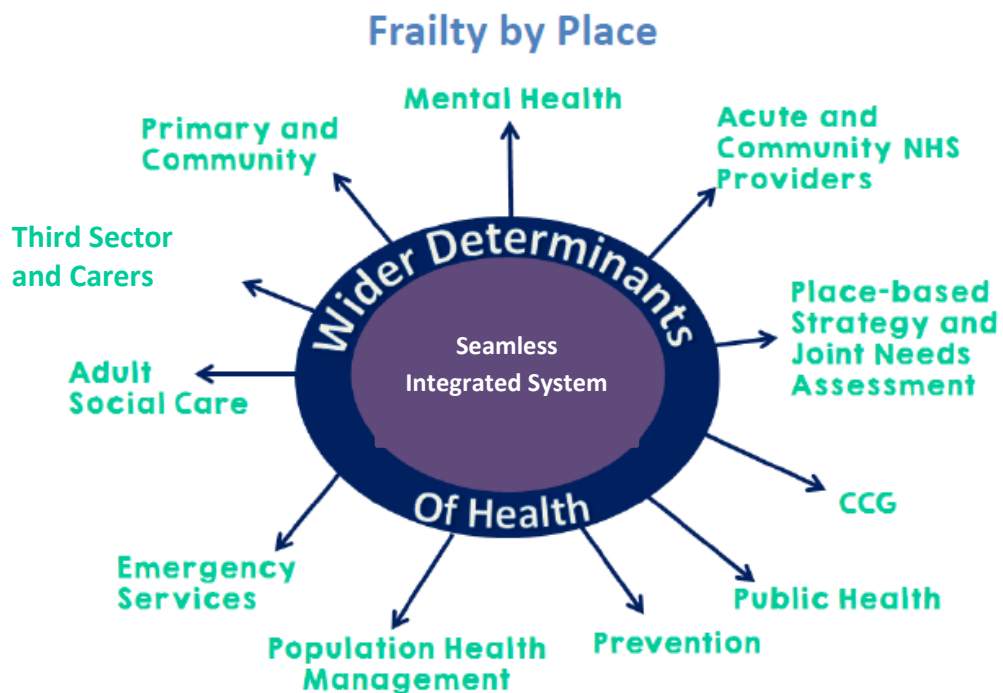 Frailty by Place
Mental Health
Primary and
Community
Acute and
Community NHS
Providers
Third Sector
and Carers
Wider Determinants
Of Health
Seamless
Integrated System
Place-based
Strategy and
Joint Needs
Assessment
Adult
Social Care
CCG
Emergency
Services
Public Health
Population Health
Management
Prevention